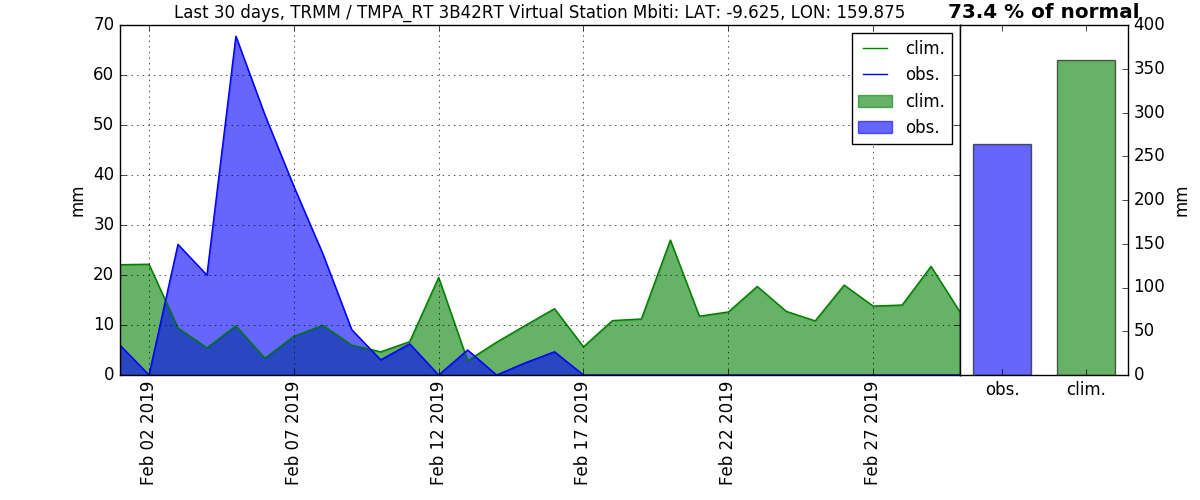 Last 30 days, TRMM / TMPA_RT 3B42RT Virtual Station Mbiti: LAT: -9.625, LON: 159.875
73.4 % of normal
70
60
50
40
30
20
10
0
mm
clim.
obs.
clim.
obs.
Feb 02 2019
Feb 07 2019
Feb 12 2019
Feb 17 2019
Feb 22 2019
Feb 27 2019
400
350
300
250
200
150
100
50
0
mm
obs.
clim.